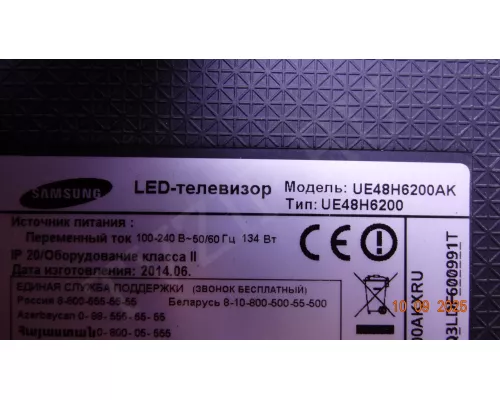 SAMSUNG
LED-телевизор
Модель: UE48H6200AK
Тип: UE48H6200
Источник питания :
Переменный ток 100-240 В~50/60 Гц 134 Вт
IP 20/Оборудование класса II
Дата изготовления: 2014.06.
ЕДИНАЯ СЛУЖБА ПОДДЕРЖКИ (ЗВОНОК БЕСПЛАТНЫЙ)
Россия 8-800-555-55-55 Беларусь 8-10-800-500-55-500
Azerbaycan 0-88-555-55-55
Հայաստան 0-800-05-555
CE
10 09 2025